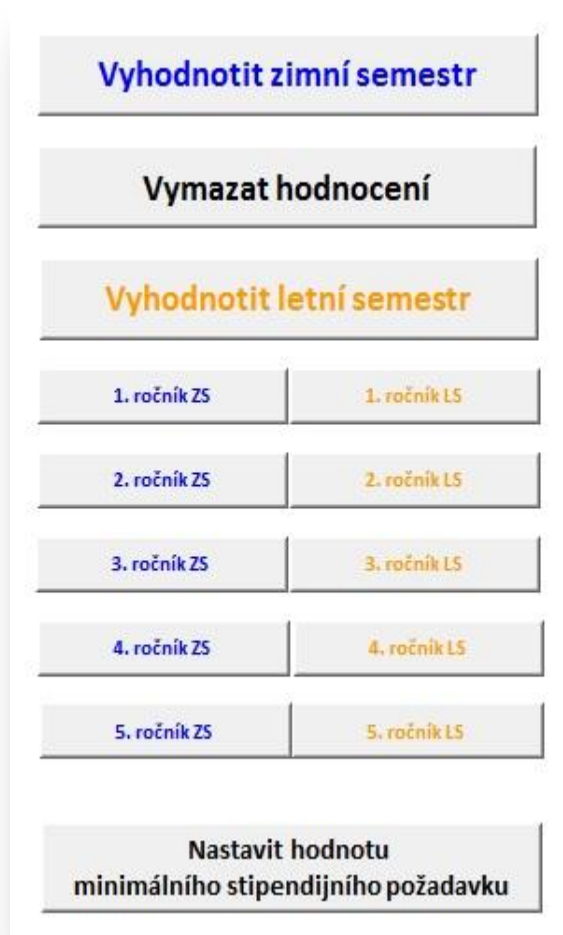 Vyhodnotit zimní semestr
Vymazat hodnocení
Vyhodnotit letní semestr
1. ročník ZS
1. ročník LS
2. ročník ZS
2. ročník LS
3. ročník ZS
3. ročník LS
4. ročník ZS
4. ročník LS
5. ročník ZS
5. ročník LS
Nastavit hodnotu
minimálního stipendijního požadavku